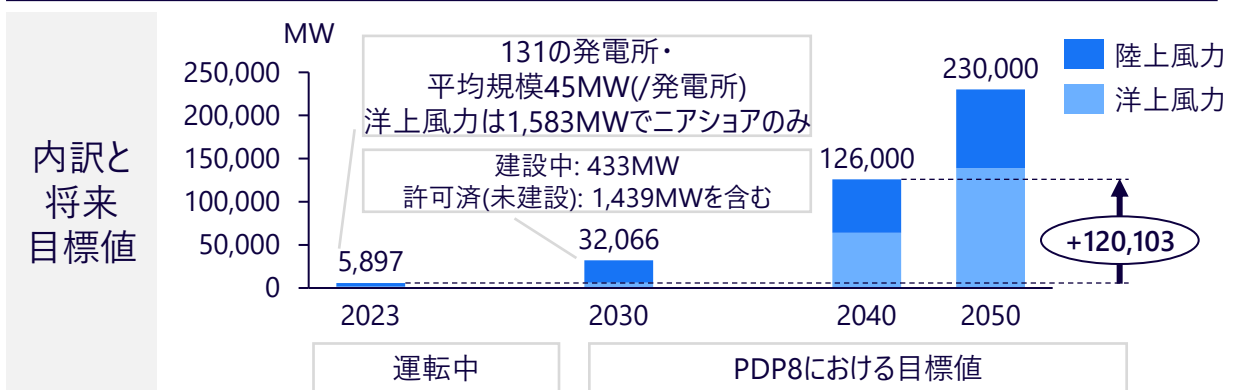 内訳と
将来
目標値
MW
131の発電所・
平均規模45MW(/発電所)
洋上風力は1,583MWでニアショアのみ
建設中: 433MW
許可済(未建設): 1,439MWを含む
陸上風力
洋上風力
250,000
200,000
150,000
100,000
50,000
0
5,897
32,066
126,000
230,000
+120,103
2023
2030
2040
2050
運転中
PDP8における目標値